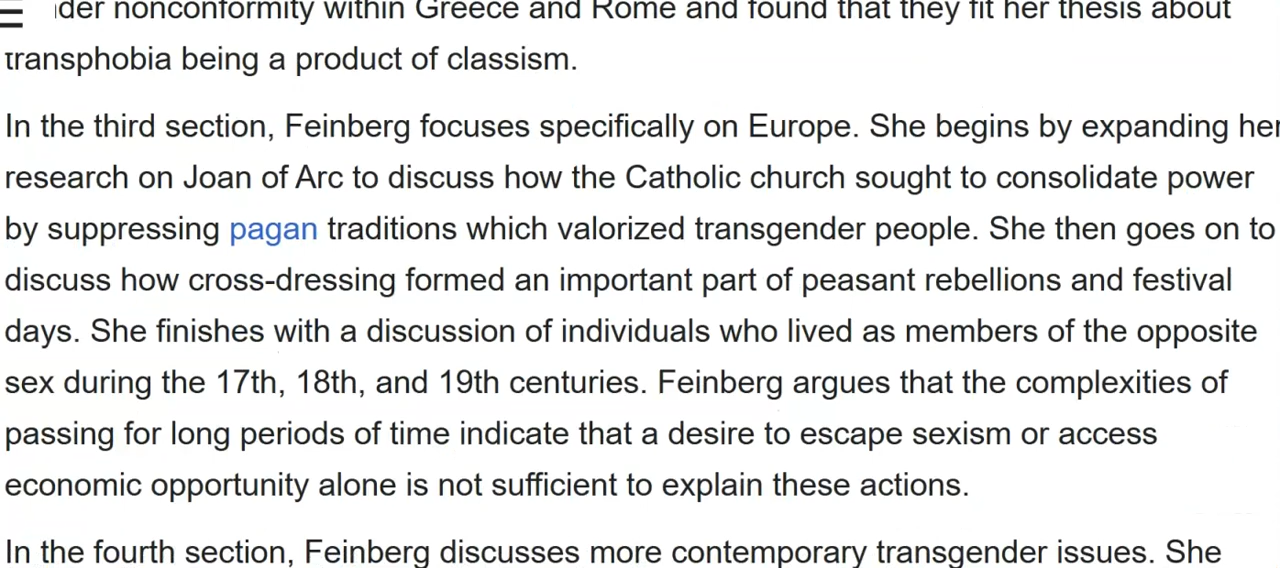 der nonconformity within Greece and Rome and found that they fit her thesis about
transphobia being a product of classism.
In the third section, Feinberg focuses specifically on Europe. She begins by expanding her
research on Joan of Arc to discuss how the Catholic church sought to consolidate power
by suppressing pagan traditions which valorized transgender people. She then goes on to
discuss how cross-dressing formed an important part of peasant rebellions and festival
days. She finishes with a discussion of individuals who lived as members of the opposite
sex during the 17th, 18th, and 19th centuries. Feinberg argues that the complexities of
passing for long periods of time indicate that a desire to escape sexism or access
economic opportunity alone is not sufficient to explain these actions.
In the fourth section, Feinberg discusses more contemporary transgender issues. She